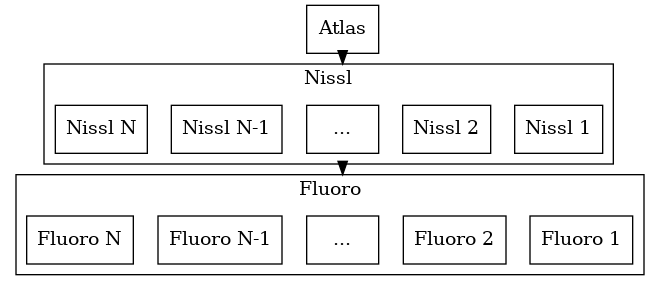 Atlas
Nissl
Nissl N Nissl N-1 ... Nissl 2 Nissl 1
Fluoro
Fluoro N Fluoro N-1 ... Fluoro 2 Fluoro 1